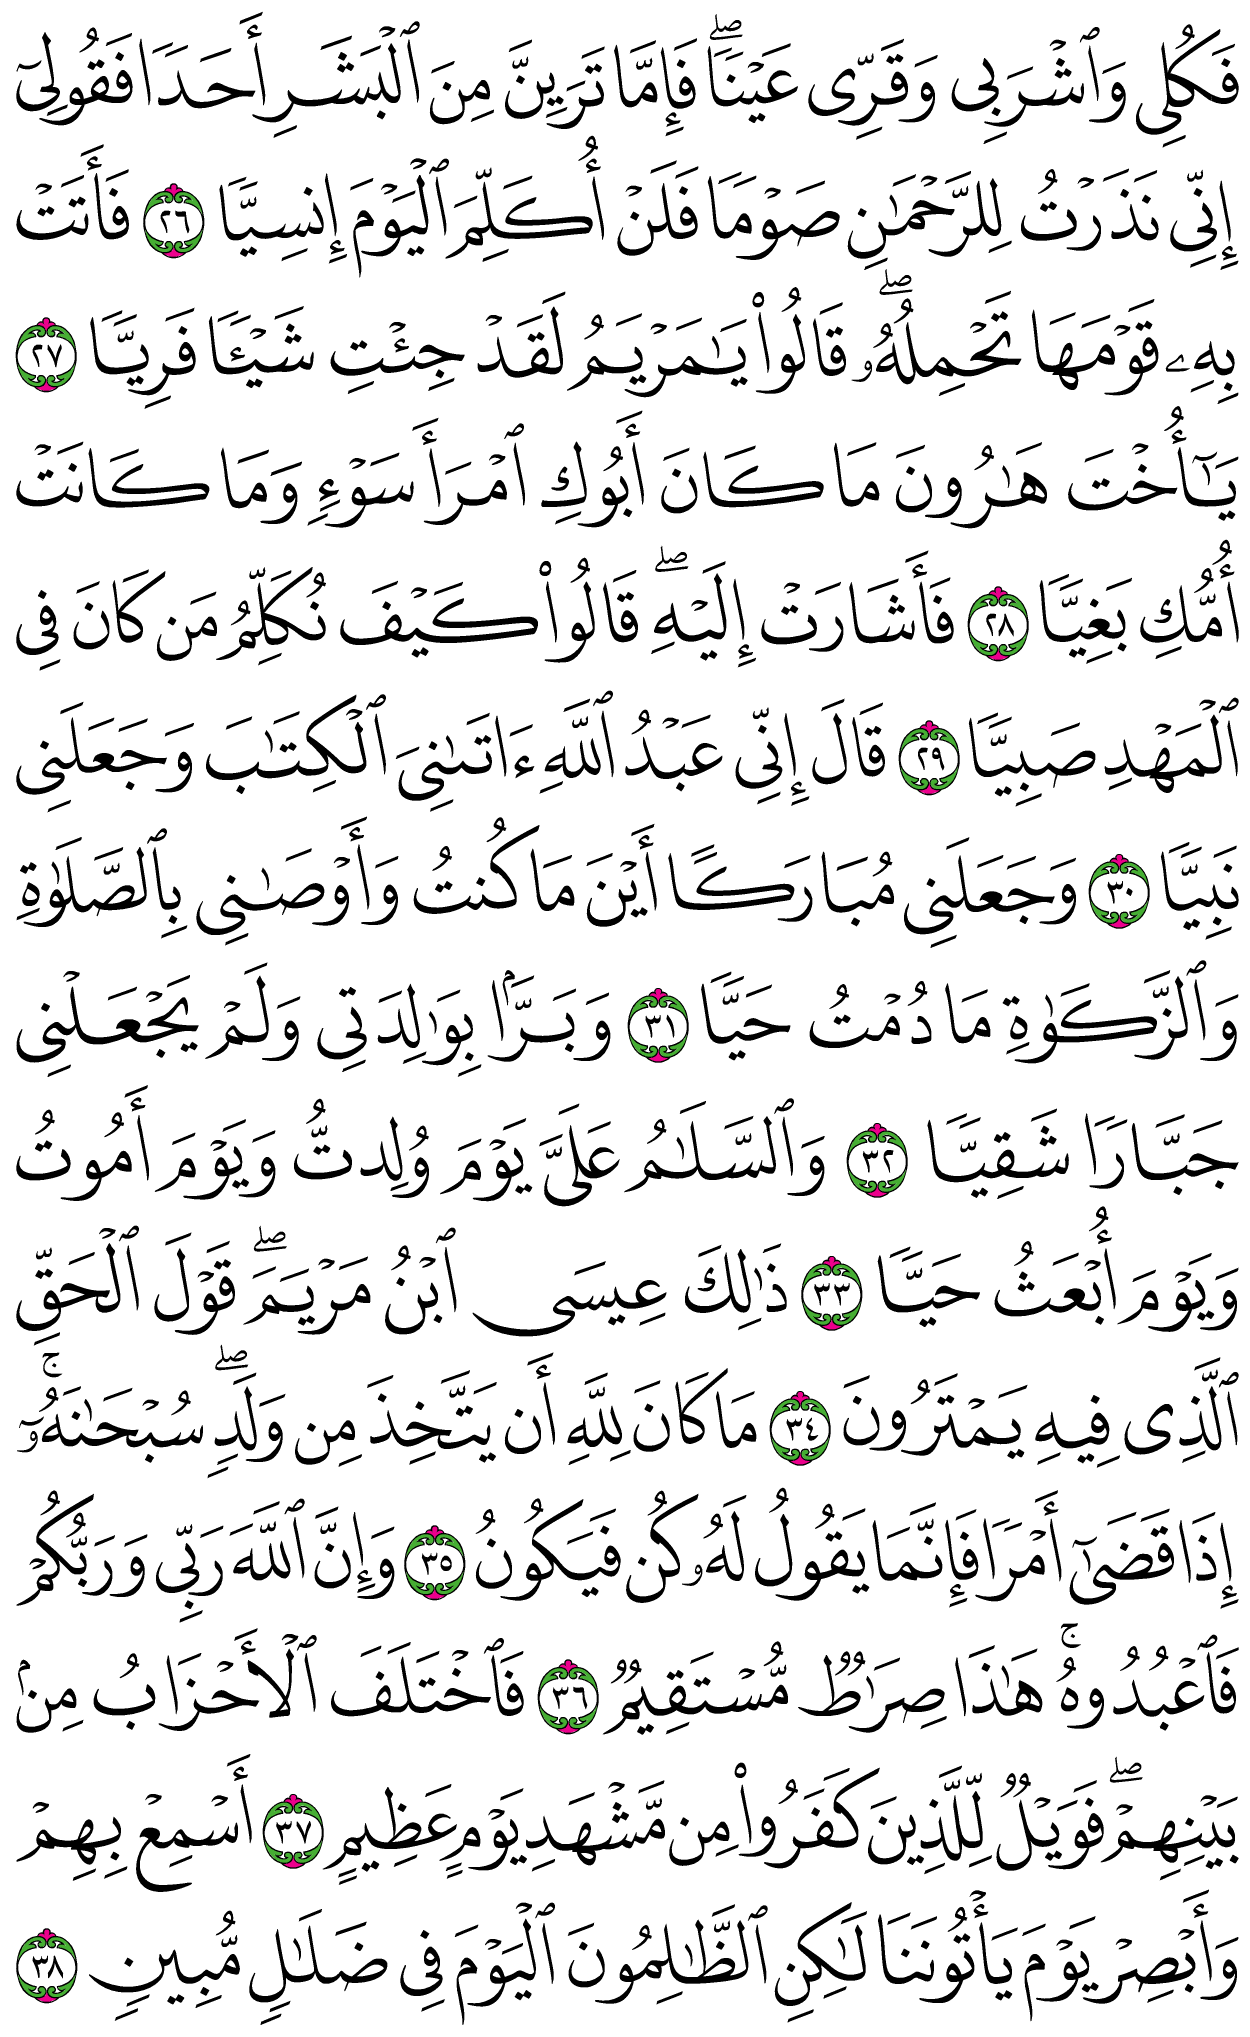 فَكُلِي وَٱشۡرَبِي وَقَرِّي عَيۡنٗاۖ فَإِمَّا تَرَيِنَّ مِنَ ٱلۡبَشَرِ أَحَدٗا فَقُولِيٓ
إِنِّي نَذَرۡتُ لِلرَّحۡمَٰنِ صَوۡمٗا فَلَنۡ أُكَلِّمَ ٱلۡيَوۡمَ إِنسِيّٗا ٢٦ فَأَتَتۡ
بِهِۦ قَوۡمَهَا تَحۡمِلُهُۥۖ قَالُواْ يَٰمَرۡيَمُ لَقَدۡ جِئۡتِ شَيۡـٔٗا فَرِيّٗا ٢٧
يَٰٓأُخۡتَ هَٰرُونَ مَا كَانَ أَبُوكِ ٱمۡرَأَ سَوۡءٖ وَمَا كَانَتۡ
أُمُّكِ بَغِيّٗا ٢٨ فَأَشَارَتۡ إِلَيۡهِۖ قَالُواْ كَيۡفَ نُكَلِّمُ مَن كَانَ فِي
ٱلۡمَهۡدِ صَبِيّٗا ٢٩ قَالَ إِنِّي عَبۡدُ ٱللَّهِ ءَاتَىٰنِيَ ٱلۡكِتَٰبَ وَجَعَلَنِي
نَبِيّٗا ٣٠ وَجَعَلَنِي مُبَارَكًا أَيۡنَ مَا كُنتُ وَأَوۡصَٰنِي بِٱلصَّلَوٰةِ
وَٱلزَّكَوٰةِ مَا دُمۡتُ حَيّٗا ٣١ وَبَرَّۢا بِوَٰلِدَتِي وَلَمۡ يَجۡعَلۡنِي
جَبَّارٗا شَقِيّٗا ٣٢ وَٱلسَّلَٰمُ عَلَيَّ يَوۡمَ وُلِدتُّ وَيَوۡمَ أَمُوتُ
وَيَوۡمَ أُبۡعَثُ حَيّٗا ٣٣ ذَٰلِكَ عِيسَى ٱبۡنُ مَرۡيَمَۖ قَوۡلَ ٱلۡحَقِّ
ٱلَّذِي فِيهِ يَمۡتَرُونَ ٣٤ مَا كَانَ لِلَّهِ أَن يَتَّخِذَ مِن وَلَدٖۖ سُبۡحَٰنَهُۥٓۚ
إِذَا قَضَىٰٓ أَمۡرٗا فَإِنَّمَا يَقُولُ لَهُۥ كُن فَيَكُونُ ٣٥ وَإِنَّ ٱللَّهَ رَبِّي وَرَبُّكُمۡ
فَٱعۡبُدُوهُۚ هَٰذَا صِرَٰطٞ مُّسۡتَقِيمٞ ٣٦ فَٱخۡتَلَفَ ٱلۡأَحۡزَابُ مِنۢ
بَيۡنِهِمۡۖ فَوَيۡلٞ لِّلَّذِينَ كَفَرُواْ مِن مَّشۡهَدِ يَوۡمٍ عَظِيمٍ ٣٧ أَسۡمِعۡ بِهِمۡ
وَأَبۡصِرۡ يَوۡمَ يَأۡتُونَنَا لَٰكِنِ ٱلظَّٰلِمُونَ ٱلۡيَوۡمَ فِي ضَلَٰلٖ مُّبِينٖ ٣٨